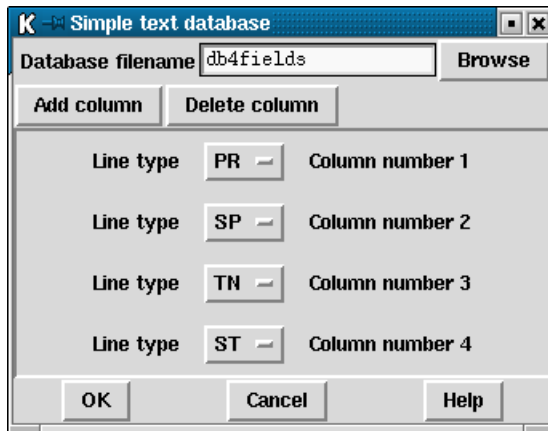 K Simple text database
Database filename db4fields Browse
Add column Delete column
Line type PR Column number 1
Line type SP Column number 2
Line type TN Column number 3
Line type ST Column number 4
OK Cancel Help